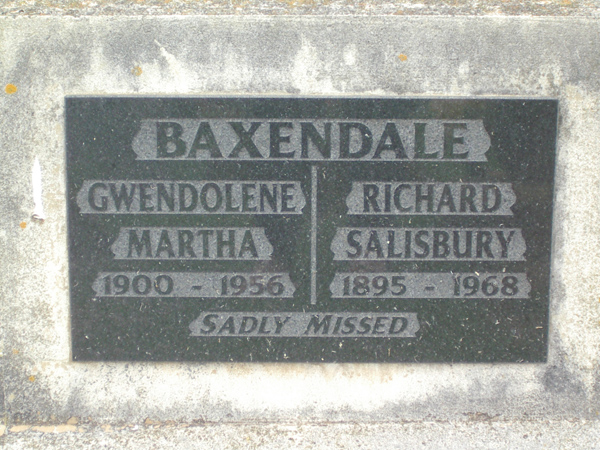 BAXENDALE
GWENDOLENE
MARTHA
1900 - 1956
RICHARD
SALISBURY
1895 - 1968
SADLY MISSED